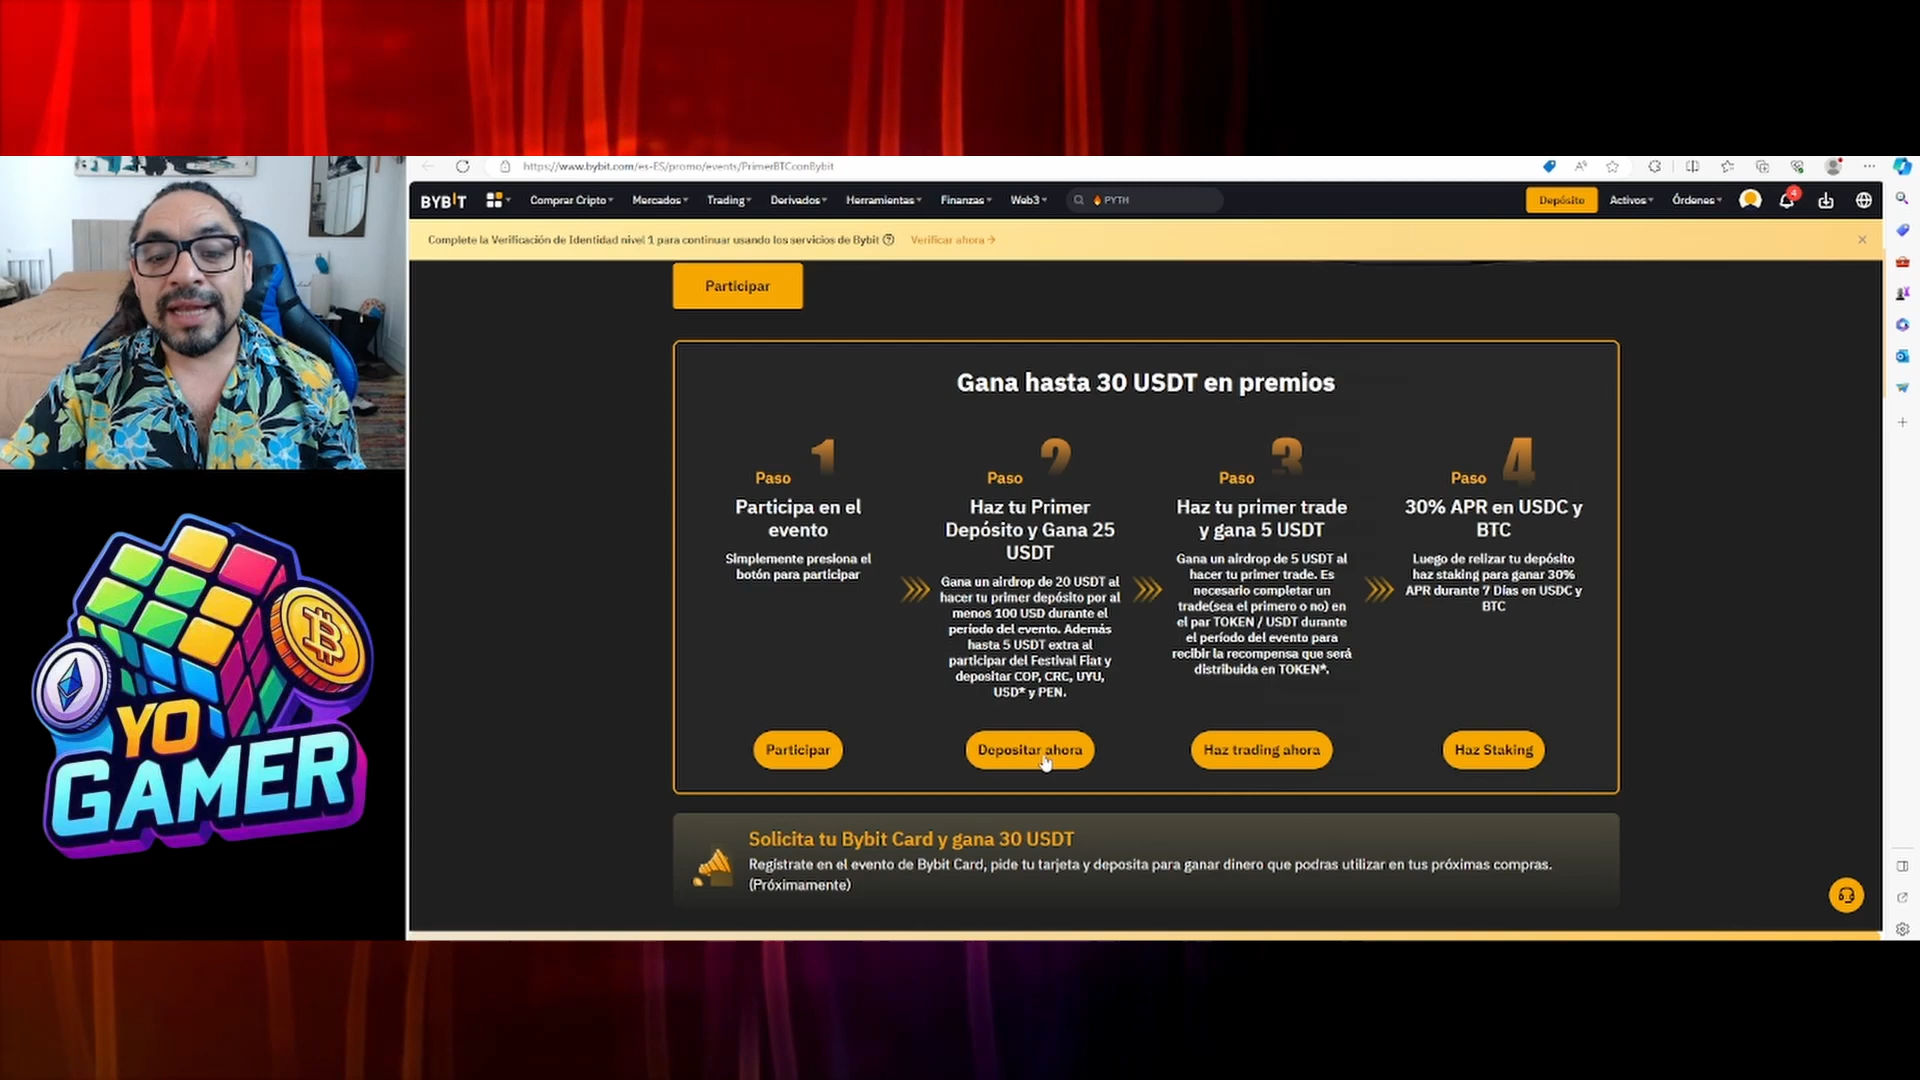 https://www.bybit.com/es-ES/promo/events/PrimerBTCconBybit
BYBIT
Comprar Cripto
Mercados
Trading
Derivados
Herramientas
Finanzas
Web3
PYTH
Depósito
Activos
Órdenes
4
Complete la Verificación de Identidad nivel 1 para continuar usando los servicios de Bybit
Verificar ahora
Participar
Gana hasta 30 USDT en premios
Paso 1
Participa en el
evento
Simplemente presiona el
botón para participar
Participar
Paso 2
Haz tu Primer
Depósito y Gana 25
USDT
Gana un airdrop de 20 USDT al
hacer tu primer depósito por al
menos 100 USD durante el
período del evento. Además
hasta 5 USDT extra al
participar del Festival Fiat y
depositar COP, CRC, UYU,
USD* y PEN.
Depositar ahora
Paso 3
Haz tu primer trade
y gana 5 USDT
Gana un airdrop de 5 USDT al
hacer tu primer trade. Es
necesario completar un
trade(sea el primero o no) en
el par TOKEN / USDT durante
el período del evento para
recibir la recompensa que será
distribuida en TOKEN*.
Haz trading ahora
Paso 4
30% APR en USDC y
BTC
Luego de relizar tu depósito
haz staking para ganar 30%
APR durante 7 Días en USDC y
BTC
Haz Staking
Solicita tu Bybit Card y gana 30 USDT
Regístrate en el evento de Bybit Card, pide tu tarjeta y deposita para ganar dinero que podras utilizar en tus próximas compras.
(Próximamente)
YO
GAMER